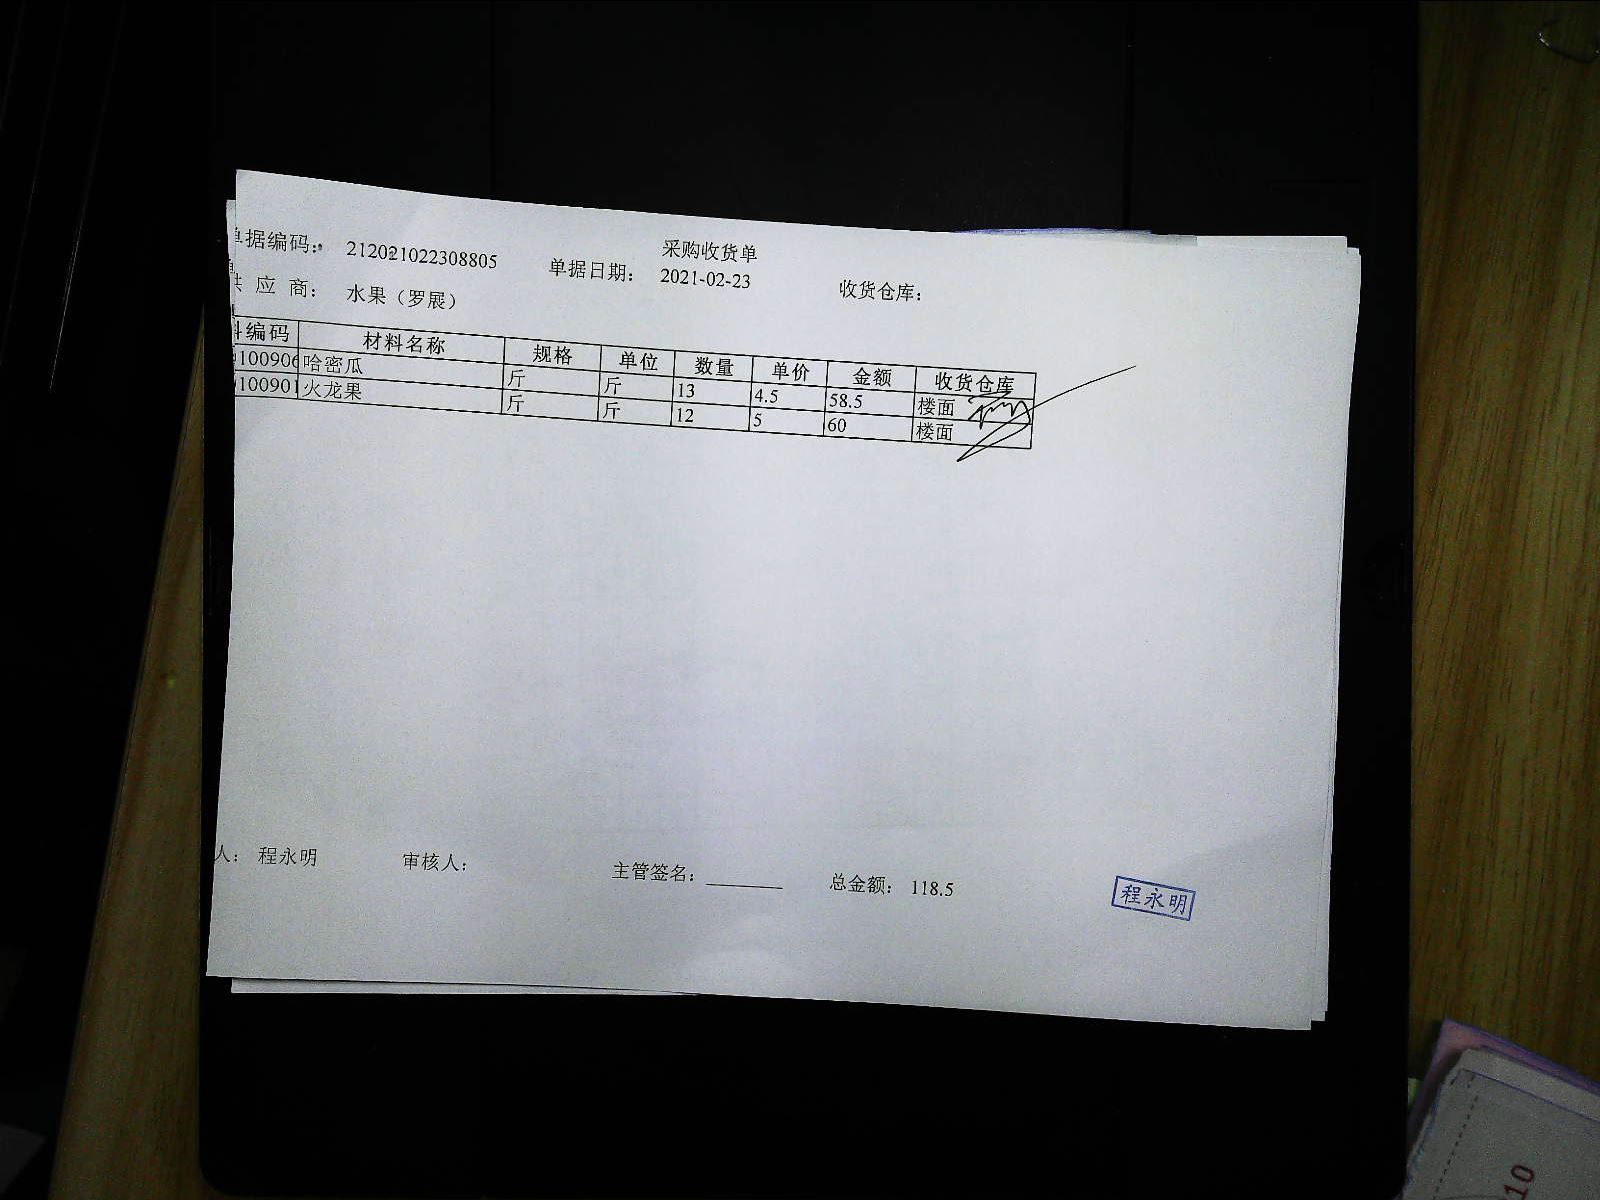 采购收货单
单据编码： 212021022308805 单据日期： 2021-02-23 收货仓库：
供 应 商： 水果（罗展）
料编码 材料名称 规格 单位 数量 单价 金额 收货仓库
100906 哈密瓜 斤 斤 13 4.5 58.5 楼面
100901 火龙果 斤 斤 12 5 60 楼面
人： 程永明 审核人： 主管签名： 总金额： 118.5
程永明
10